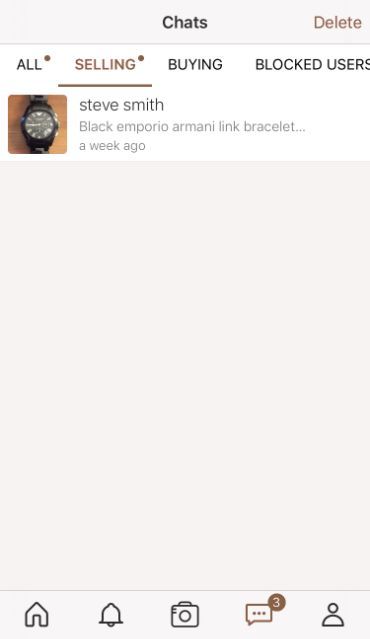 Chats
Delete
ALL
SELLING
BUYING
BLOCKED USERS
steve smith
Black emporio armani link bracelet...
a week ago
3